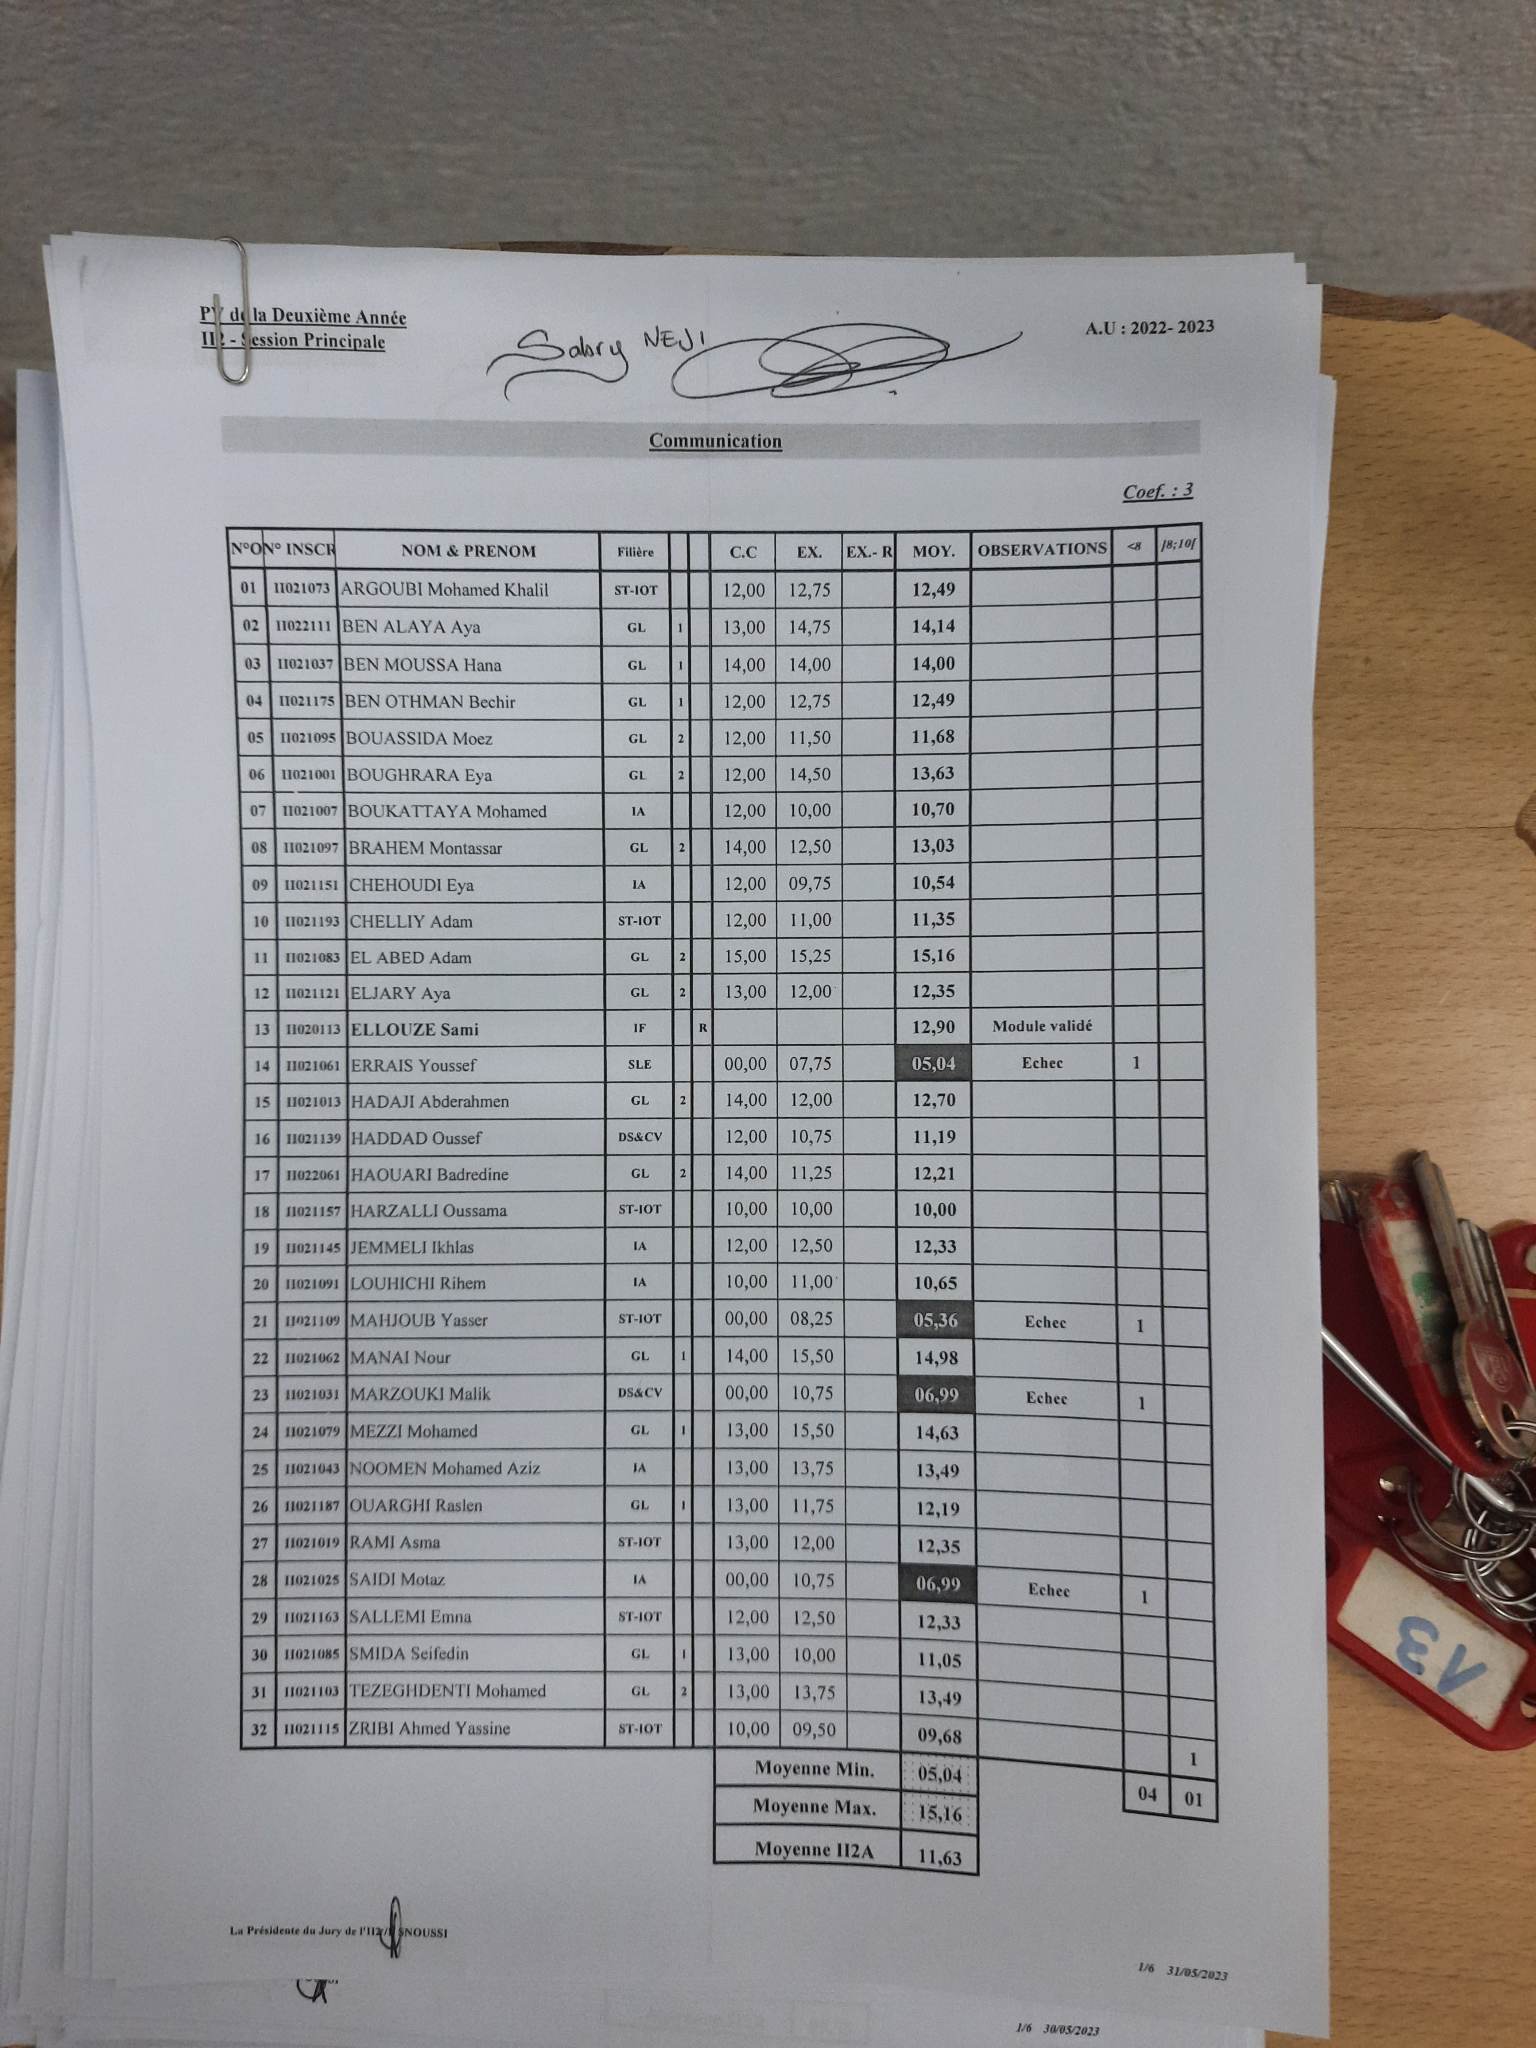 PV de la Deuxième Année
II2 - Session Principale
Sabry NEJI
A.U : 2022- 2023
Communication
Coef. : 3
N°O N° INSCR NOM & PRENOM Filière C.C EX. EX.- R MOY. OBSERVATIONS <8 [8;10[
01 II021073 ARGOUBI Mohamed Khalil ST-IOT 12,00 12,75 12,49
02 II022111 BEN ALAYA Aya GL 1 13,00 14,75 14,14
03 II021037 BEN MOUSSA Hana GL 1 14,00 14,00 14,00
04 II021175 BEN OTHMAN Bechir GL 1 12,00 12,75 12,49
05 II021095 BOUASSIDA Moez GL 2 12,00 11,50 11,68
06 II021001 BOUGHRARA Eya GL 2 12,00 14,50 13,63
07 II021007 BOUKATTAYA Mohamed IA 12,00 10,00 10,70
08 II021097 BRAHEM Montassar GL 2 14,00 12,50 13,03
09 II021151 CHEHOUDI Eya IA 12,00 09,75 10,54
10 II021193 CHELLIY Adam ST-IOT 12,00 11,00 11,35
11 II021083 EL ABED Adam GL 2 15,00 15,25 15,16
12 II021121 ELJARY Aya GL 2 13,00 12,00 12,35
13 II020113 ELLOUZE Sami IF R 12,90 Module validé
14 II021061 ERRAIS Youssef SLE 00,00 07,75 05,04 Echec 1
15 II021013 HADAJI Abderahmen GL 2 14,00 12,00 12,70
16 II021139 HADDAD Oussef DS&CV 12,00 10,75 11,19
17 II022061 HAOUARI Badredine GL 2 14,00 11,25 12,21
18 II021157 HARZALLI Oussama ST-IOT 10,00 10,00 10,00
19 II021145 JEMMELI Ikhlas IA 12,00 12,50 12,33
20 II021091 LOUHICHI Rihem IA 10,00 11,00 10,65
21 II021109 MAHJOUB Yasser ST-IOT 00,00 08,25 05,36 Echec 1
22 II021062 MANAI Nour GL 1 14,00 15,50 14,98
23 II021031 MARZOUKI Malik DS&CV 00,00 10,75 06,99 Echec 1
24 II021079 MEZZI Mohamed GL 1 13,00 15,50 14,63
25 II021043 NOOMEN Mohamed Aziz IA 13,00 13,75 13,49
26 II021187 OUARGHI Raslen GL 1 13,00 11,75 12,19
27 II021019 RAMI Asma ST-IOT 13,00 12,00 12,35
28 II021025 SAIDI Motaz IA 00,00 10,75 06,99 Echec 1
29 II021163 SALLEMI Emna ST-IOT 12,00 12,50 12,33
30 II021085 SMIDA Seifedin GL 1 13,00 10,00 11,05
31 II021103 TEZEGHDENTI Mohamed GL 2 13,00 13,75 13,49
32 II021115 ZRIBI Ahmed Yassine ST-IOT 10,00 09,50 09,68 1
Moyenne Min. 05,04 04 01
Moyenne Max. 15,16
Moyenne II2A 11,63
La Présidente du Jury de l'II2 SNOUSSI
1/6 31/05/2023
1/6 30/05/2023
A3